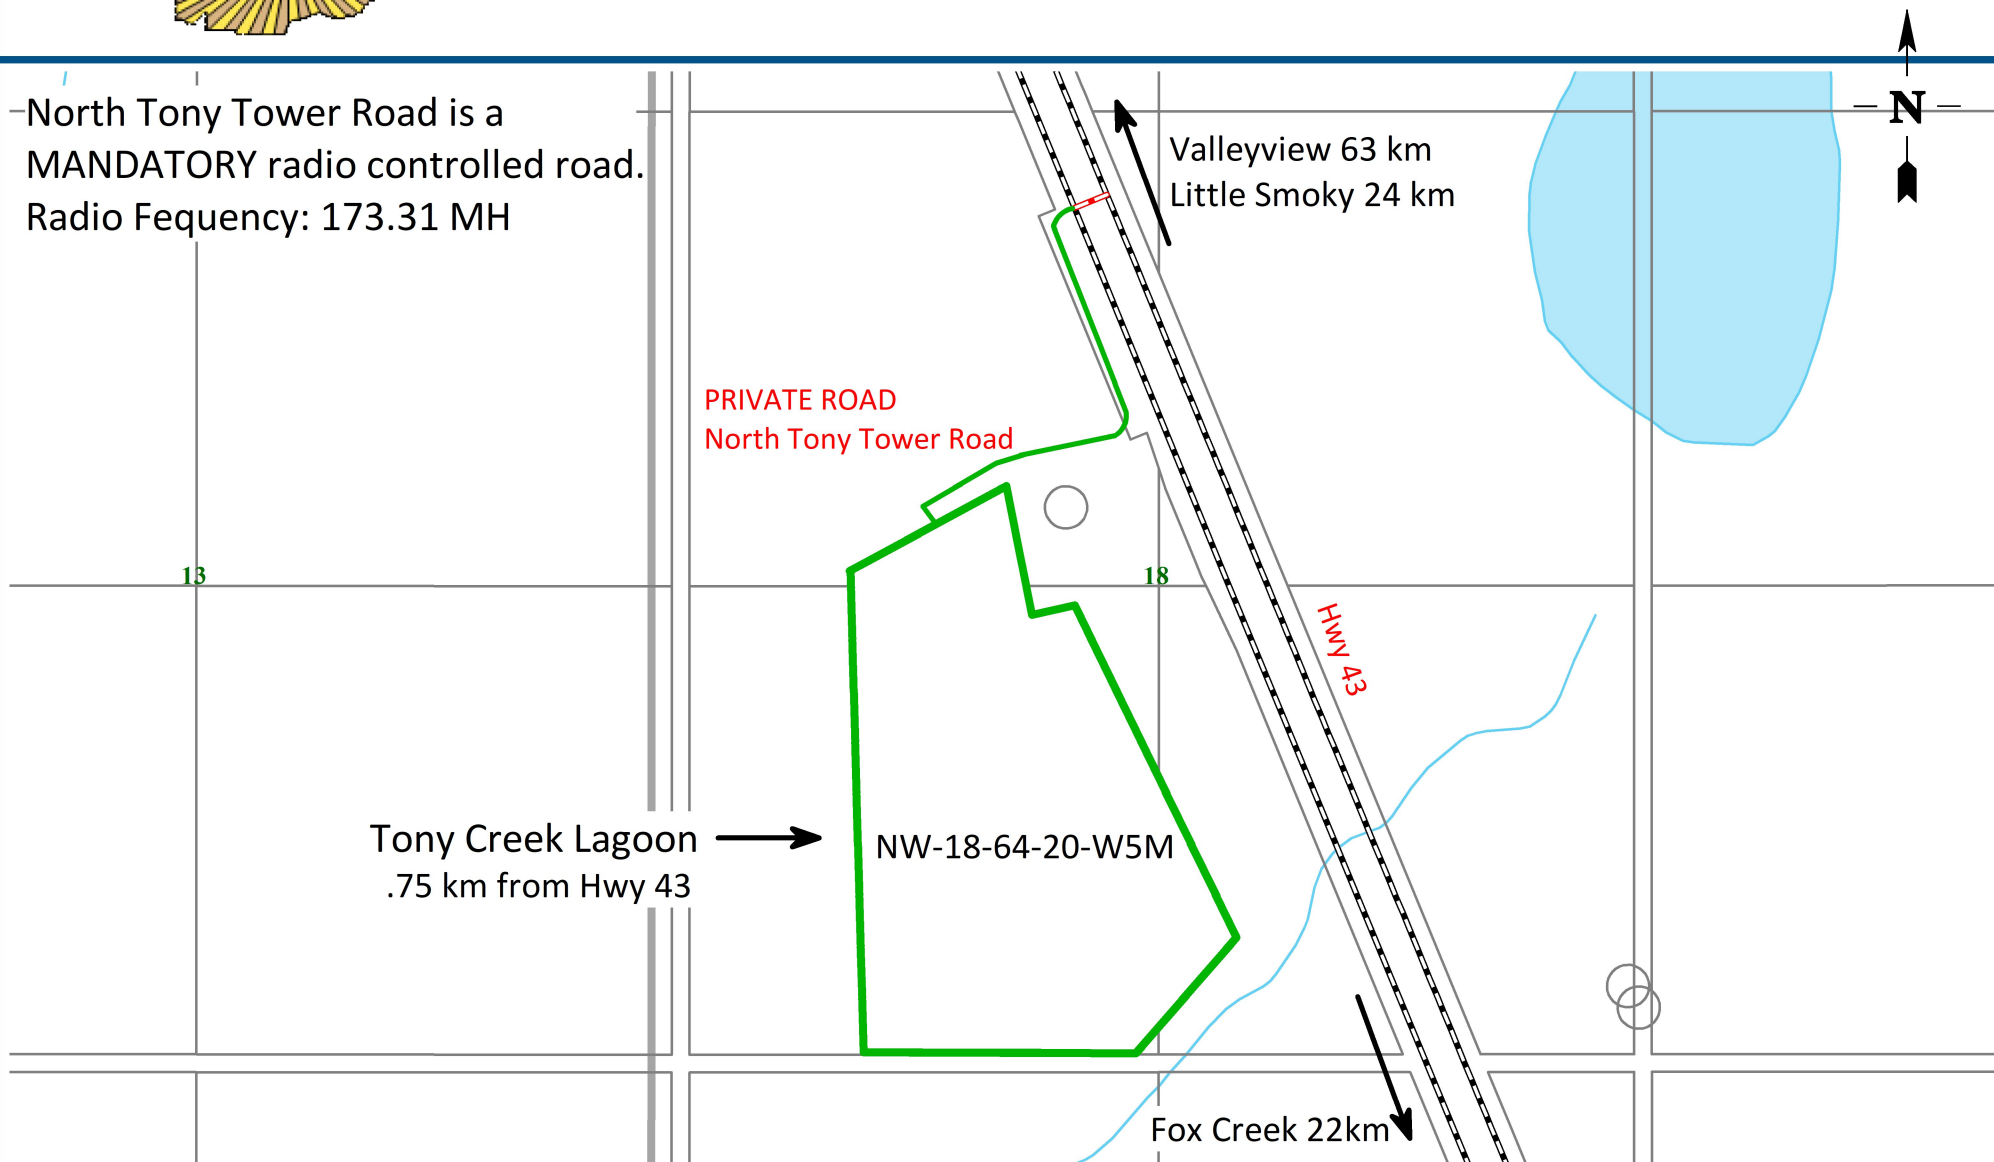 North Tony Tower Road is a
MANDATORY radio controlled road.
Radio Fequency: 173.31 MH
N
Valleyview 63 km
Little Smoky 24 km
PRIVATE ROAD
North Tony Tower Road
13
18
Hwy 43
Tony Creek Lagoon
.75 km from Hwy 43
NW-18-64-20-W5M
Fox Creek 22km